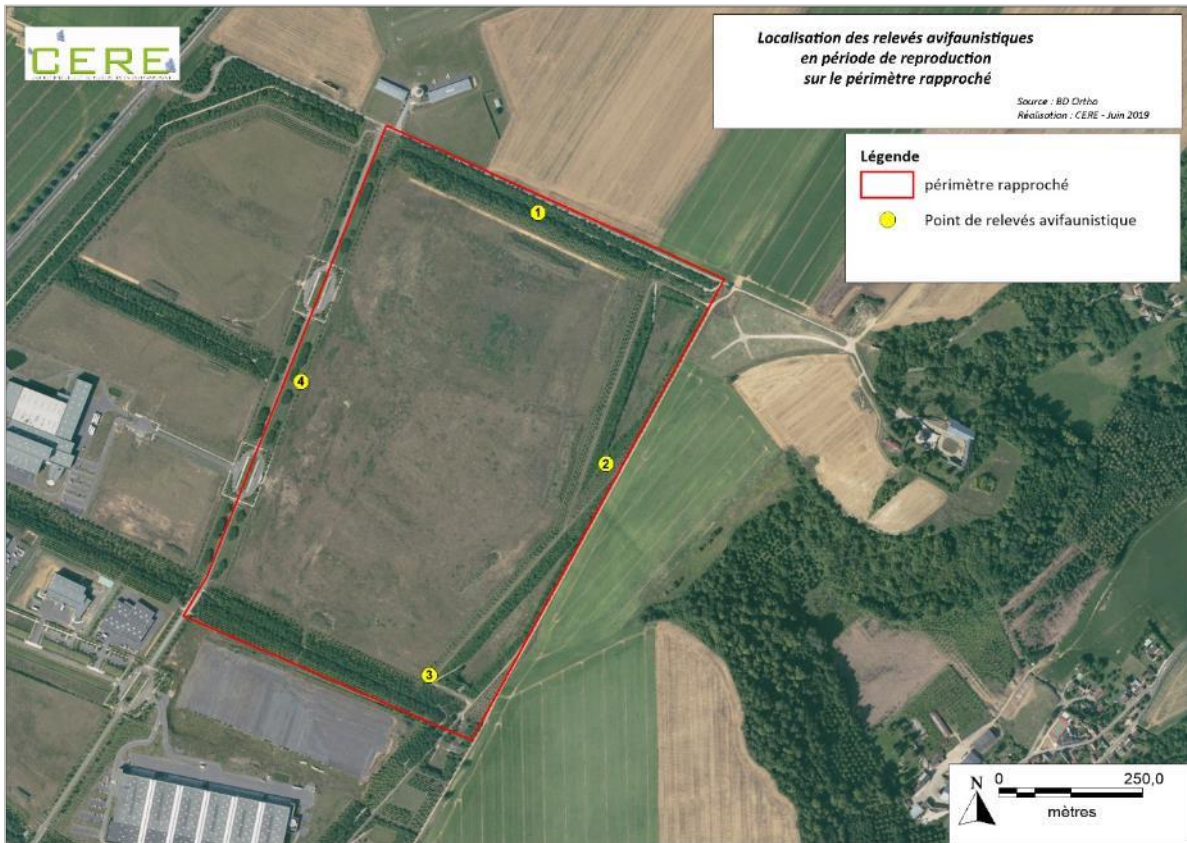 CERE
Localisation des relevés avifaunistiques
en période de reproduction
sur le périmètre rapproché
Source : BD Ortho
Réalisation : CERE - Juin 2019
Légende
périmètre rapproché
Point de relevés avifaunistique
1
4
2
3
N
0 250,0
mètres